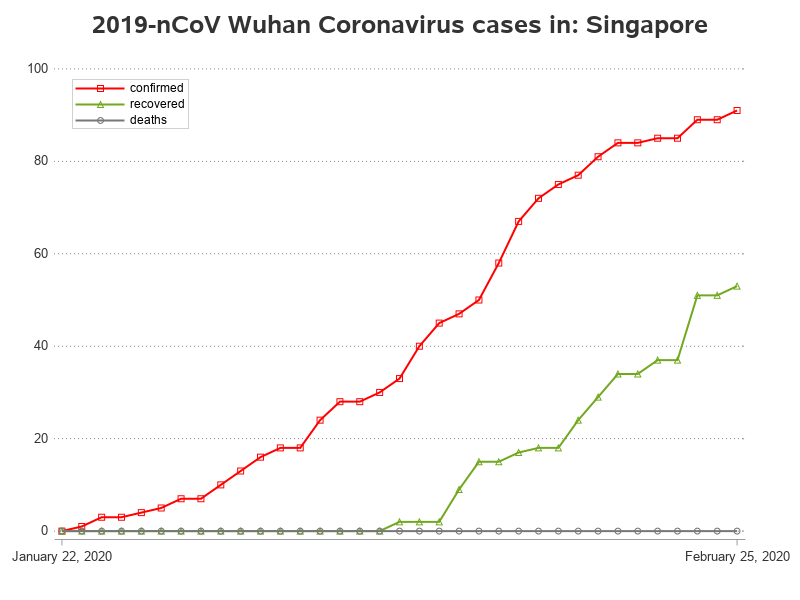 2019-nCoV Wuhan Coronavirus cases in: Singapore
100
confirmed
recovered
deaths
80
60
40
20
0
January 22, 2020
February 25, 2020